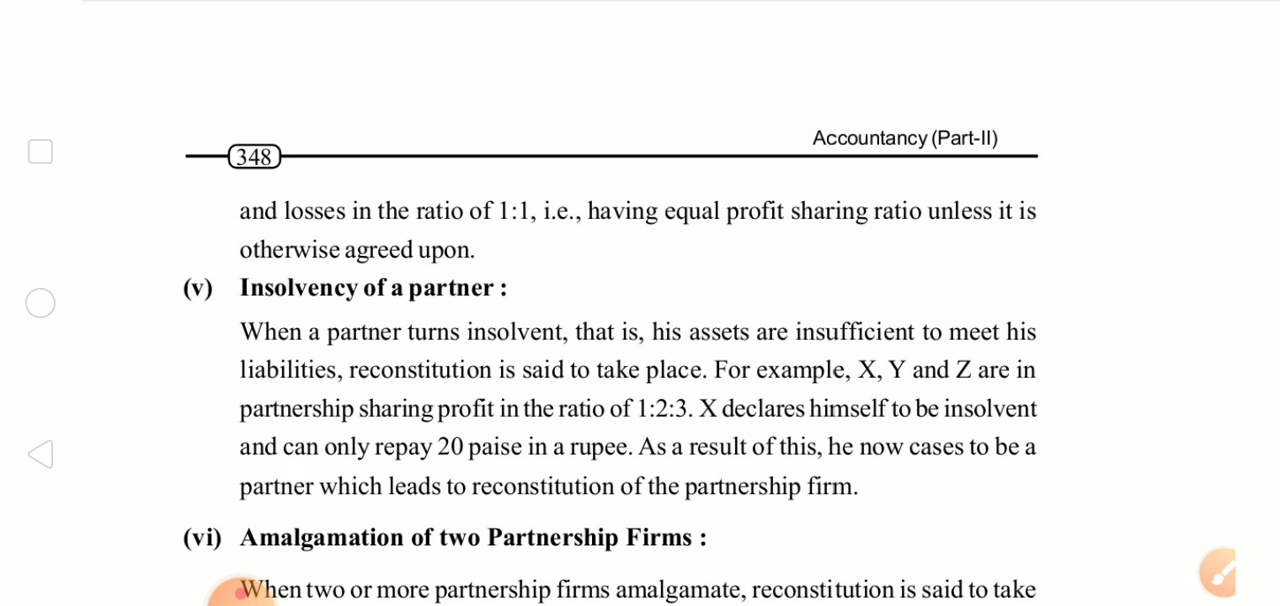 Accountancy (Part-II)
348
and losses in the ratio of 1:1, i.e., having equal profit sharing ratio unless it is
otherwise agreed upon.
(v) Insolvency of a partner :
When a partner turns insolvent, that is, his assets are insufficient to meet his
liabilities, reconstitution is said to take place. For example, X, Y and Z are in
partnership sharing profit in the ratio of 1:2:3. X declares himself to be insolvent
and can only repay 20 paise in a rupee. As a result of this, he now cases to be a
partner which leads to reconstitution of the partnership firm.
(vi) Amalgamation of two Partnership Firms :
When two or more partnership firms amalgamate, reconstitution is said to take